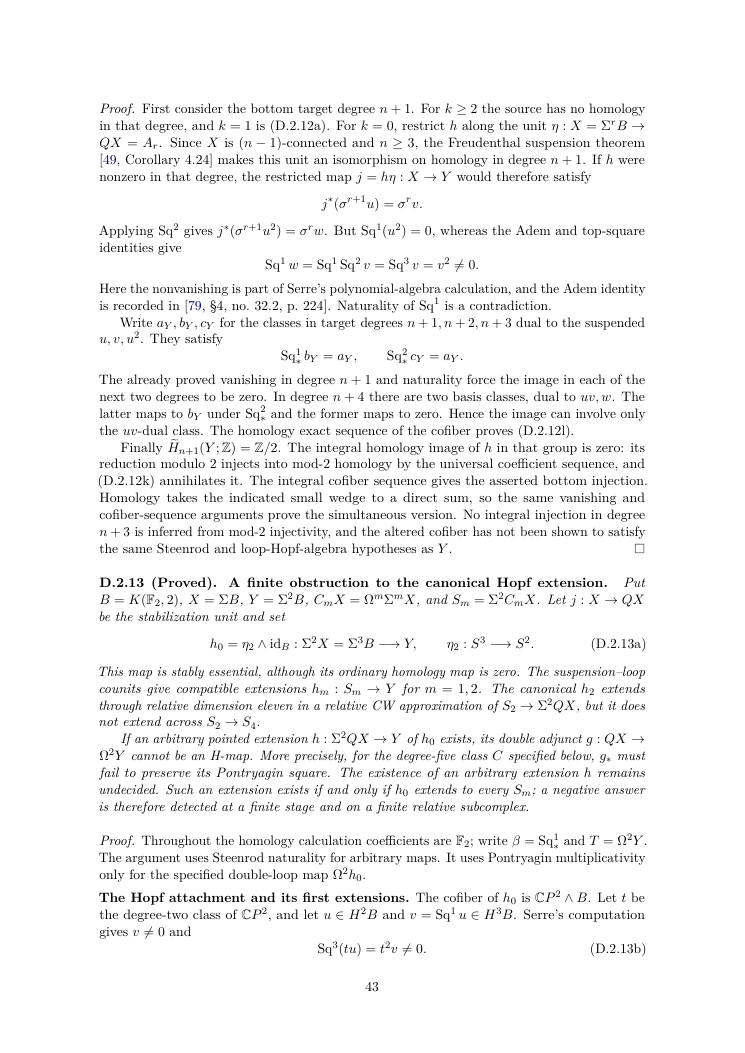 Proof. First consider the bottom target degree n + 1. For k ≥ 2 the source has no homology
in that degree, and k = 1 is (D.2.12a). For k = 0, restrict h along the unit η : X = Σ^r B →
QX = A_r. Since X is (n − 1)-connected and n ≥ 3, the Freudenthal suspension theorem
[49, Corollary 4.24] makes this unit an isomorphism on homology in degree n + 1. If h were
nonzero in that degree, the restricted map j = hη : X → Y would therefore satisfy
j*(σ^{r+1}u) = σ^r v.
Applying Sq^2 gives j*(σ^{r+1}u^2) = σ^r w. But Sq^1(u^2) = 0, whereas the Adem and top-square
identities give
Sq^1 w = Sq^1 Sq^2 v = Sq^3 v = v^2 ≠ 0.
Here the nonvanishing is part of Serre's polynomial-algebra calculation, and the Adem identity
is recorded in [79, §4, no. 32.2, p. 224]. Naturality of Sq^1 is a contradiction.
Write a_Y, b_Y, c_Y for the classes in target degrees n + 1, n + 2, n + 3 dual to the suspended
u, v, u^2. They satisfy
Sq^1_* b_Y = a_Y, Sq^2_* c_Y = a_Y.
The already proved vanishing in degree n + 1 and naturality force the image in each of the
next two degrees to be zero. In degree n + 4 there are two basis classes, dual to uv, w. The
latter maps to b_Y under Sq^2_* and the former maps to zero. Hence the image can involve only
the uv-dual class. The homology exact sequence of the cofiber proves (D.2.12l).
Finally H̃_{n+1}(Y; ℤ) = ℤ/2. The integral homology image of h in that group is zero: its
reduction modulo 2 injects into mod-2 homology by the universal coefficient sequence, and
(D.2.12k) annihilates it. The integral cofiber sequence gives the asserted bottom injection.
Homology takes the indicated small wedge to a direct sum, so the same vanishing and
cofiber-sequence arguments prove the simultaneous version. No integral injection in degree
n + 3 is inferred from mod-2 injectivity, and the altered cofiber has not been shown to satisfy
the same Steenrod and loop-Hopf-algebra hypotheses as Y. □
D.2.13 (Proved). A finite obstruction to the canonical Hopf extension. Put
B = K(𝔽_2, 2), X = ΣB, Y = Σ^2 B, C_m X = Ω^m Σ^m X, and S_m = Σ^2 C_m X. Let j : X → QX
be the stabilization unit and set
h_0 = η_2 ∧ id_B : Σ^2 X = Σ^3 B ⟶ Y, η_2 : S^3 ⟶ S^2. (D.2.13a)
This map is stably essential, although its ordinary homology map is zero. The suspension–loop
counits give compatible extensions h_m : S_m → Y for m = 1, 2. The canonical h_2 extends
through relative dimension eleven in a relative CW approximation of S_2 → Σ^2 QX, but it does
not extend across S_2 → S_4.
If an arbitrary pointed extension h : Σ^2 QX → Y of h_0 exists, its double adjunct g : QX →
Ω^2 Y cannot be an H-map. More precisely, for the degree-five class C specified below, g_* must
fail to preserve its Pontryagin square. The existence of an arbitrary extension h remains
undecided. Such an extension exists if and only if h_0 extends to every S_m; a negative answer
is therefore detected at a finite stage and on a finite relative subcomplex.
Proof. Throughout the homology calculation coefficients are 𝔽_2; write β = Sq^1_* and T = Ω^2 Y.
The argument uses Steenrod naturality for arbitrary maps. It uses Pontryagin multiplicativity
only for the specified double-loop map Ω^2 h_0.
The Hopf attachment and its first extensions. The cofiber of h_0 is ℂP^2 ∧ B. Let t be
the degree-two class of ℂP^2, and let u ∈ H^2 B and v = Sq^1 u ∈ H^3 B. Serre's computation
gives v ≠ 0 and
Sq^3(tu) = t^2 v ≠ 0. (D.2.13b)
43